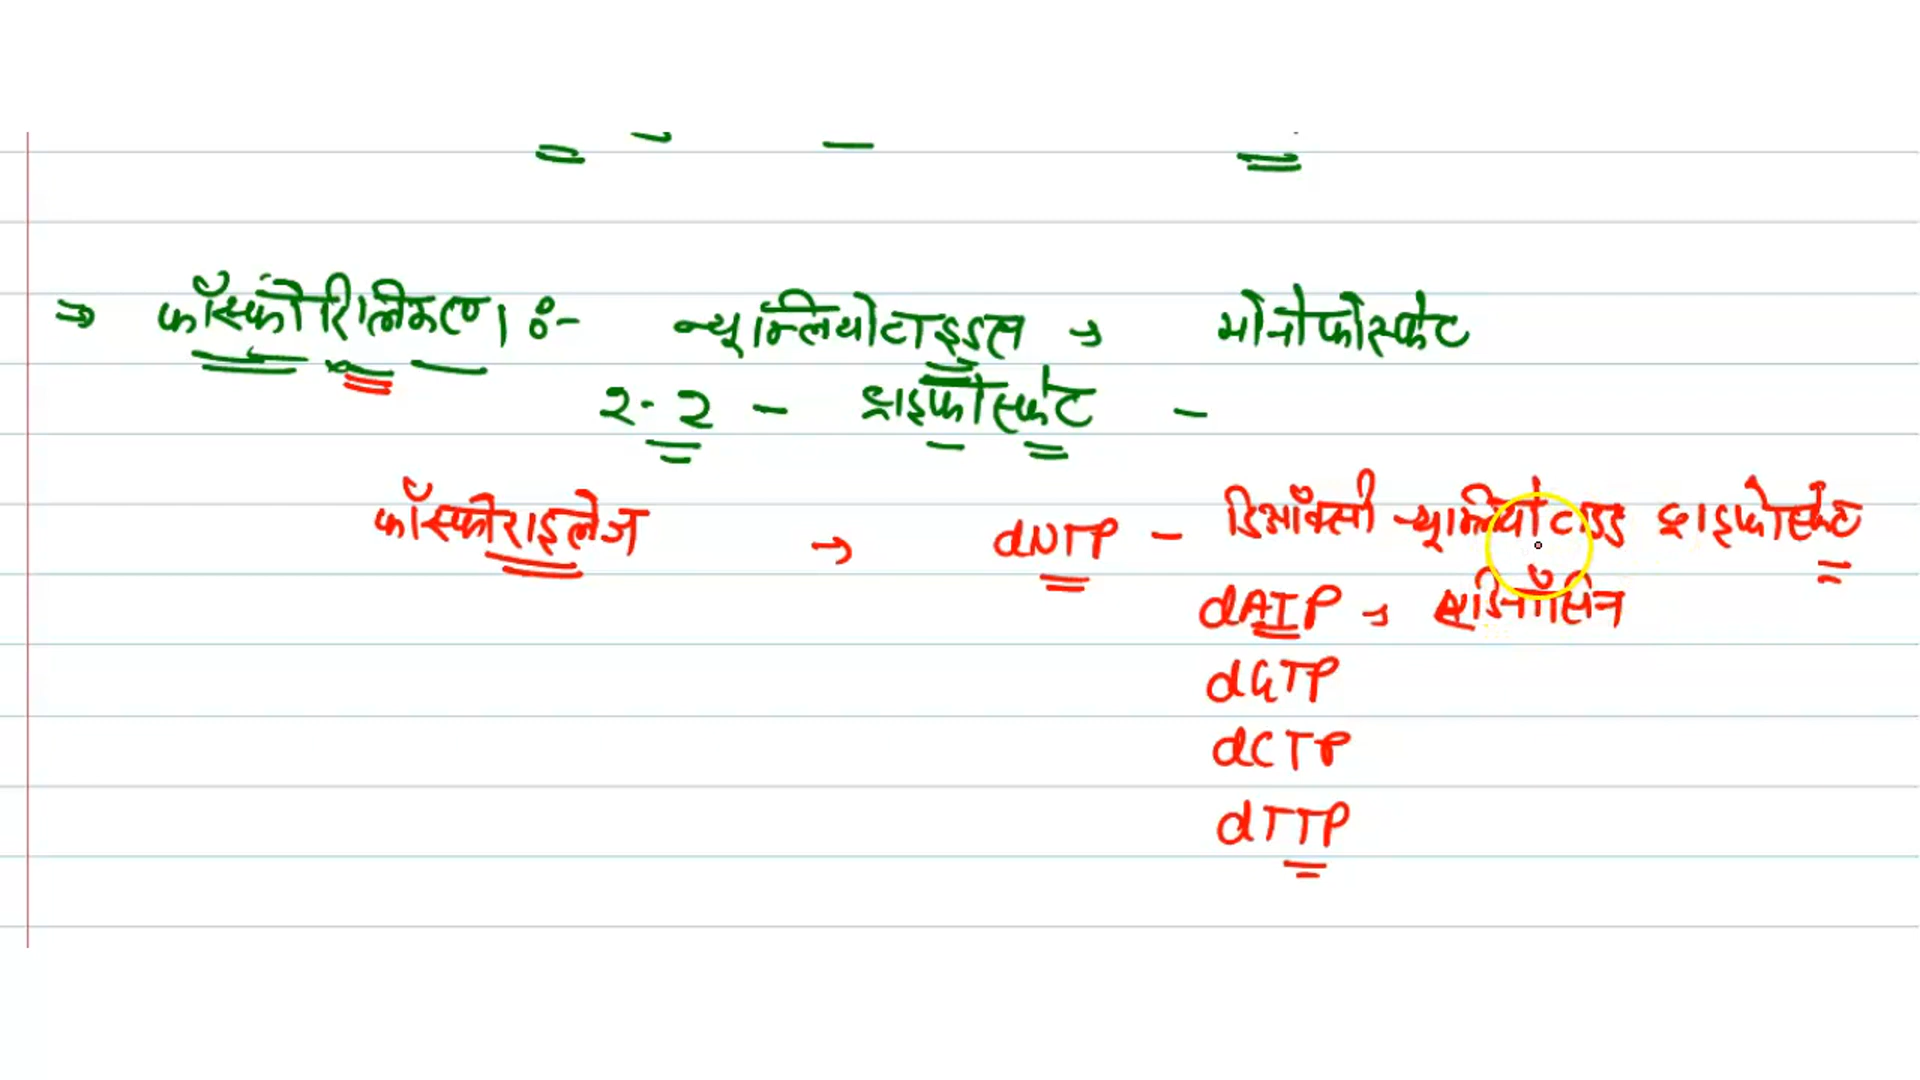 ⇒ फॉस्फोरिलिकरण :- न्यूक्लियोटाइड्स → मोनोफोस्फेट
2-2 - ट्राइफोस्फेट -
फॉस्फोराइलेज → dNTP - डिऑक्सी न्यूक्लियोटाइड ट्राइफोस्फेट
dATP → एडिनॉसिन
dGTP
dCTP
dTTP